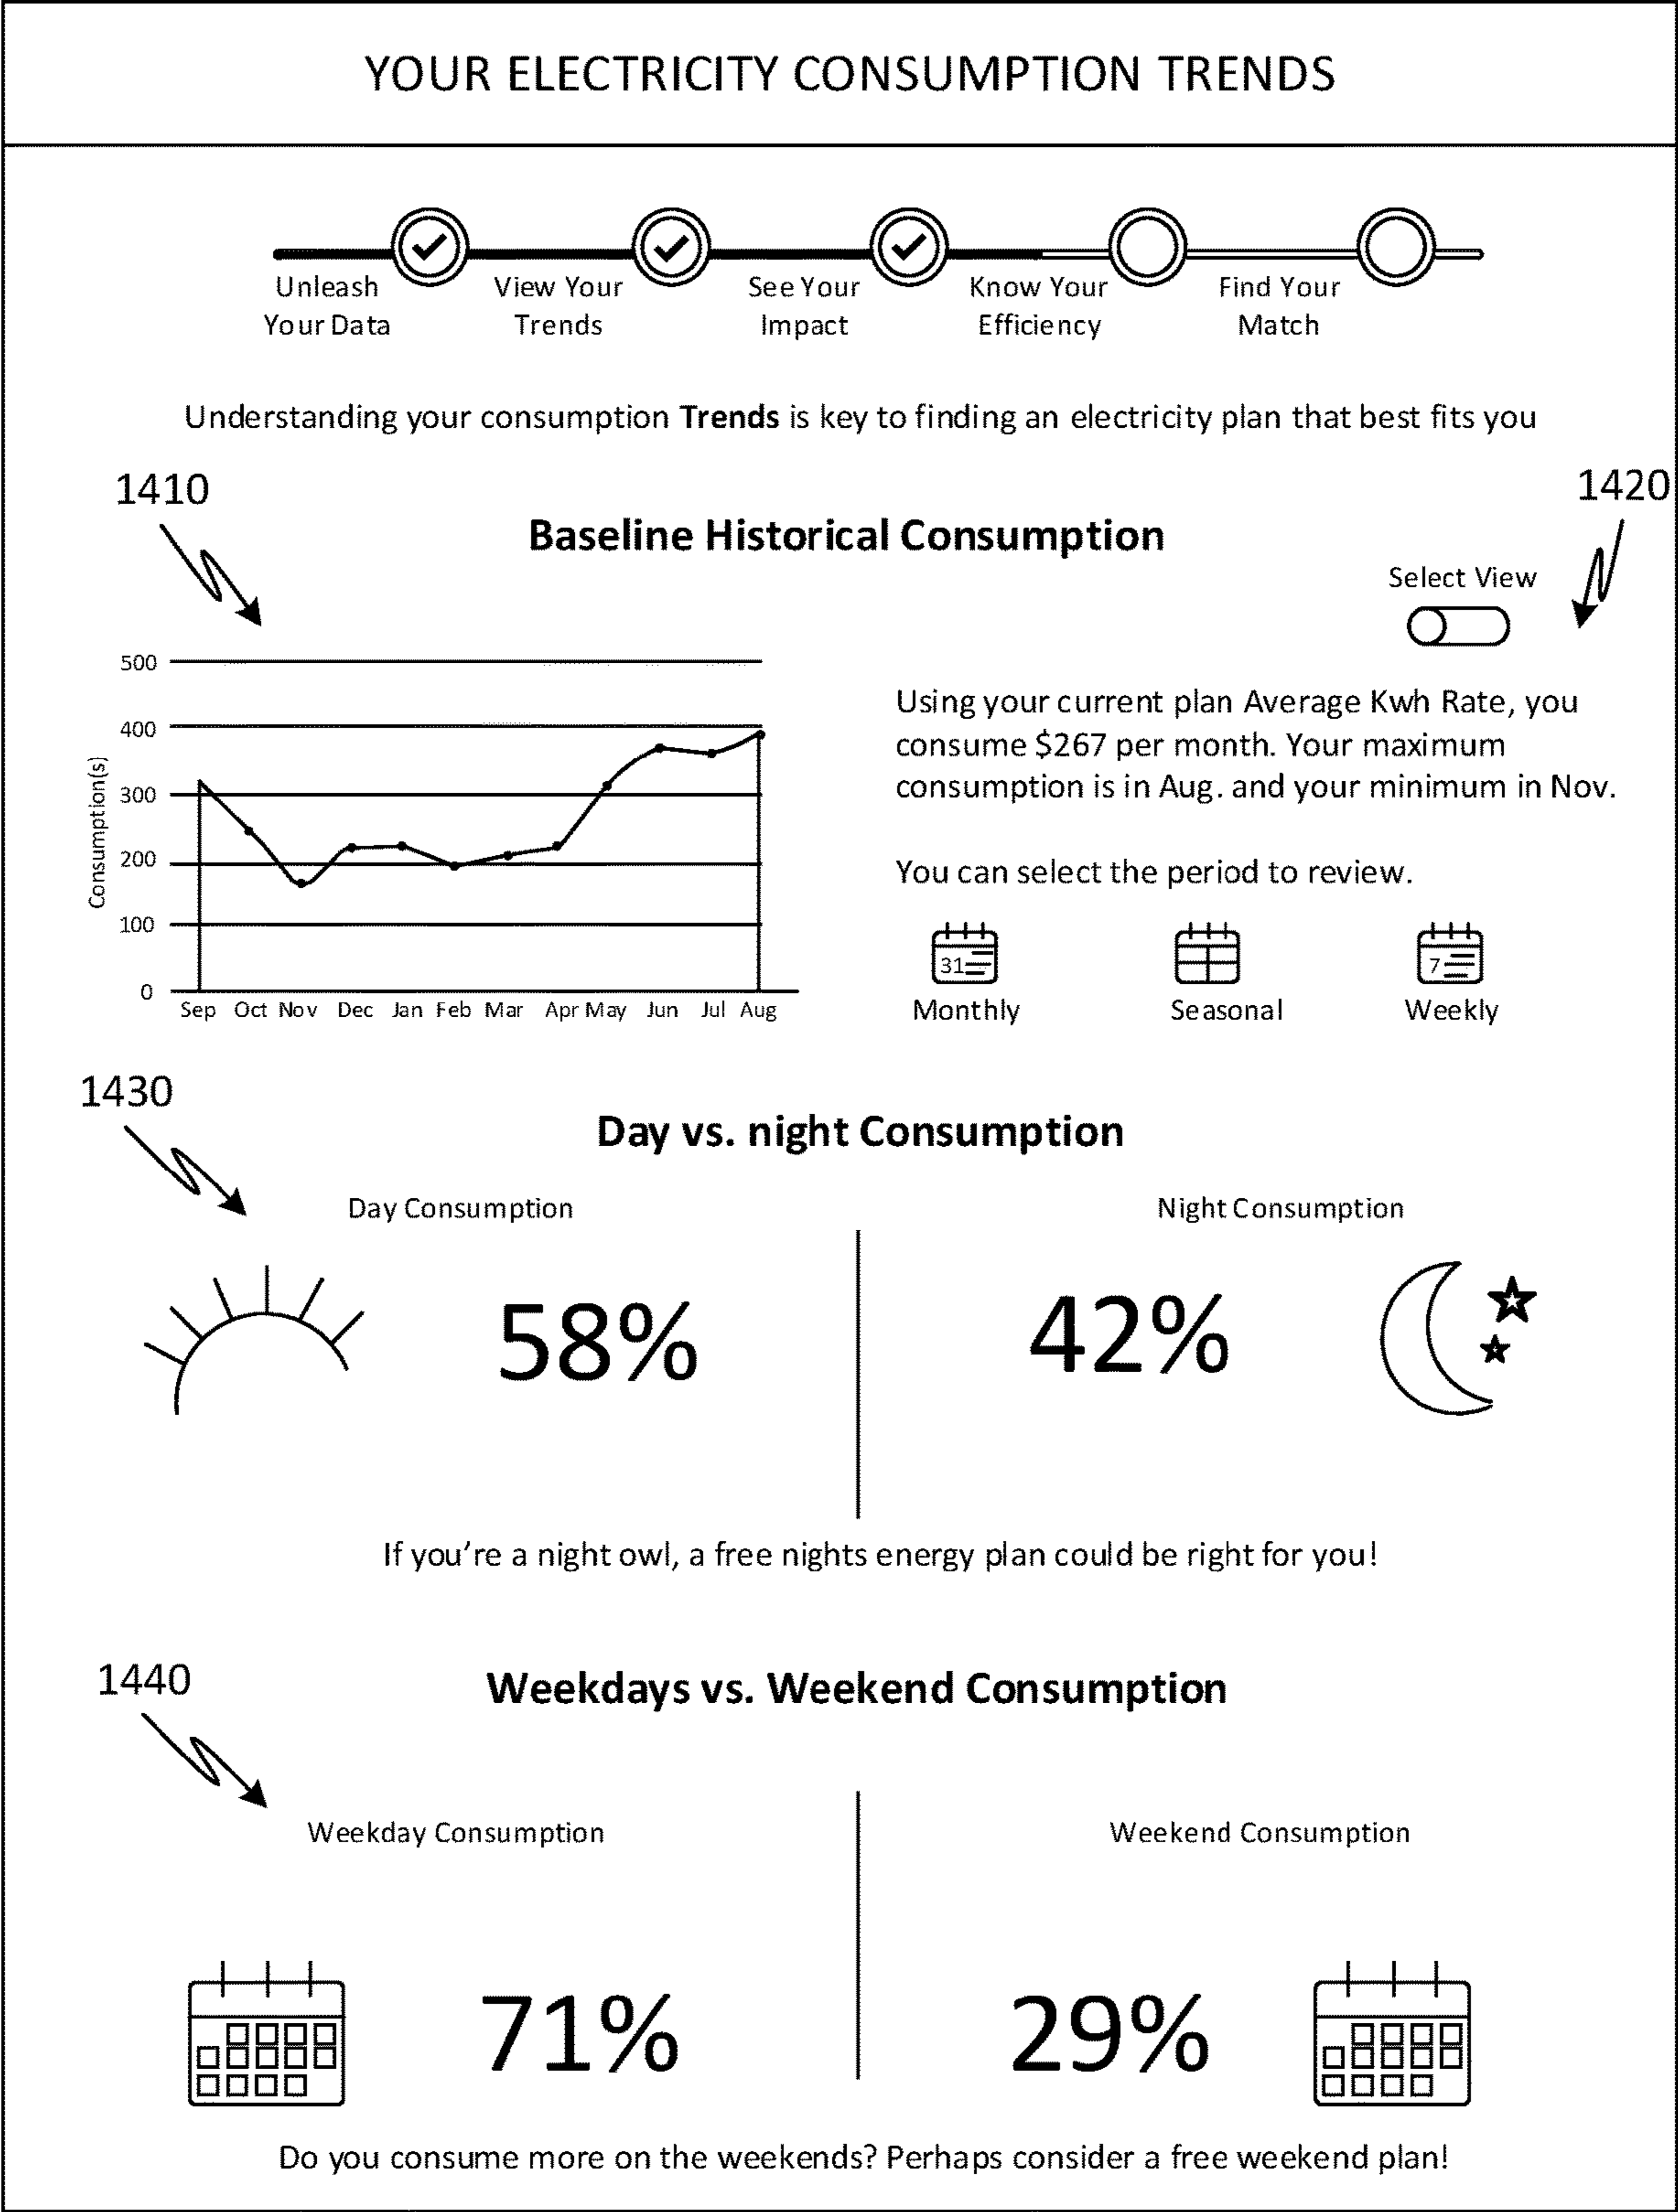 YOUR ELECTRICITY CONSUMPTION TRENDS
Unleash
Your Data
View Your
Trends
See Your
Impact
Know Your
Efficiency
Find Your
Match
Understanding your consumption Trends is key to finding an electricity plan that best fits you
1410
1420
Baseline Historical Consumption
Select View
Consumption(s)
500
400
300
200
100
0
Sep Oct Nov Dec Jan Feb Mar Apr May Jun Jul Aug
Using your current plan Average Kwh Rate, you
consume $267 per month. Your maximum
consumption is in Aug. and your minimum in Nov.
You can select the period to review.
31
7
Monthly
Seasonal
Weekly
1430
Day vs. night Consumption
Day Consumption
Night Consumption
58%
42%
If you're a night owl, a free nights energy plan could be right for you!
1440
Weekdays vs. Weekend Consumption
Weekday Consumption
Weekend Consumption
71%
29%
Do you consume more on the weekends? Perhaps consider a free weekend plan!